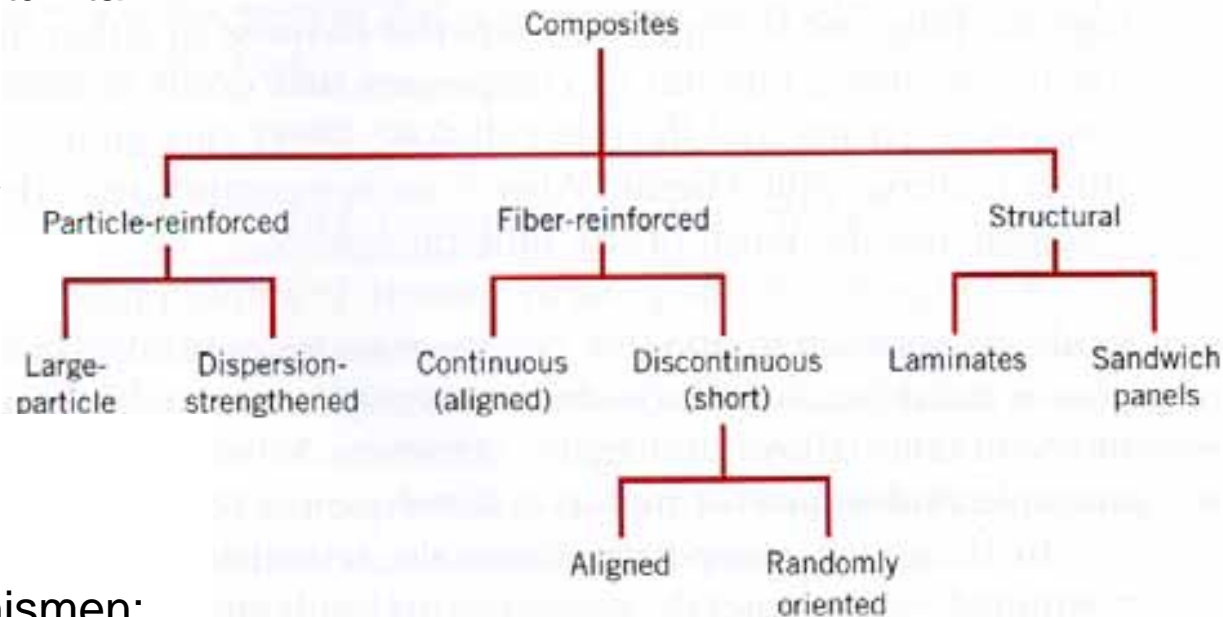 Composites
Particle-reinforced Fiber-reinforced Structural
Large-
particle
Dispersion-
strengthened
Continuous
(aligned)
Discontinuous
(short)
Laminates
Sandwich
panels
Aligned
Randomly
oriented